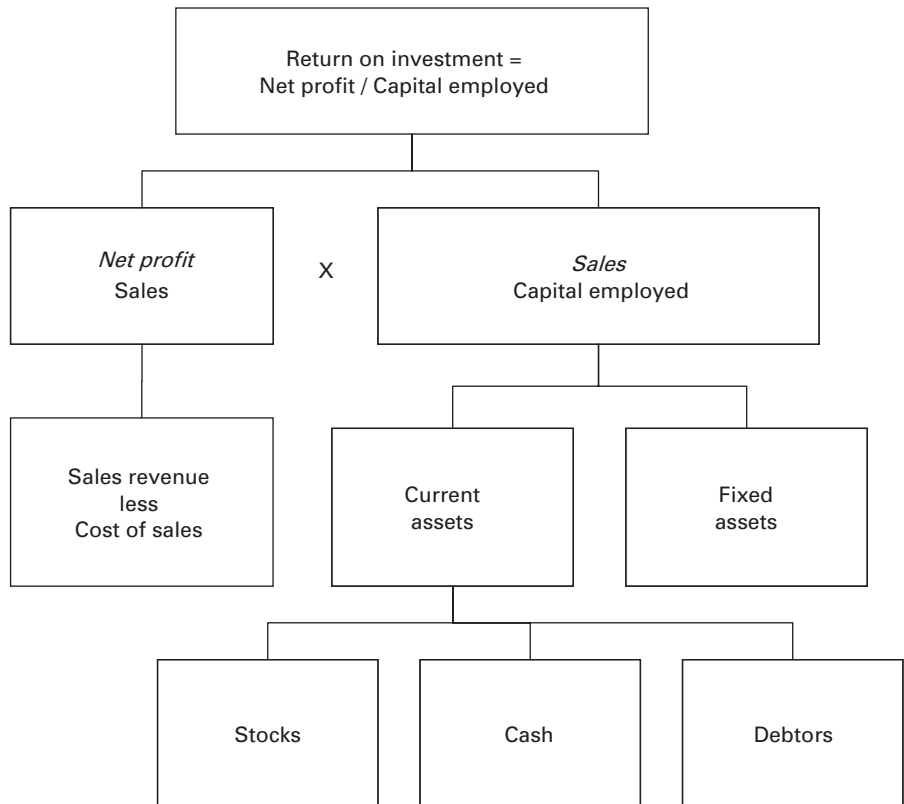 Return on investment =
Net profit / Capital employed
Net profit
Sales
X
Sales
Capital employed
Sales revenue
less
Cost of sales
Current
assets
Fixed
assets
Stocks
Cash
Debtors